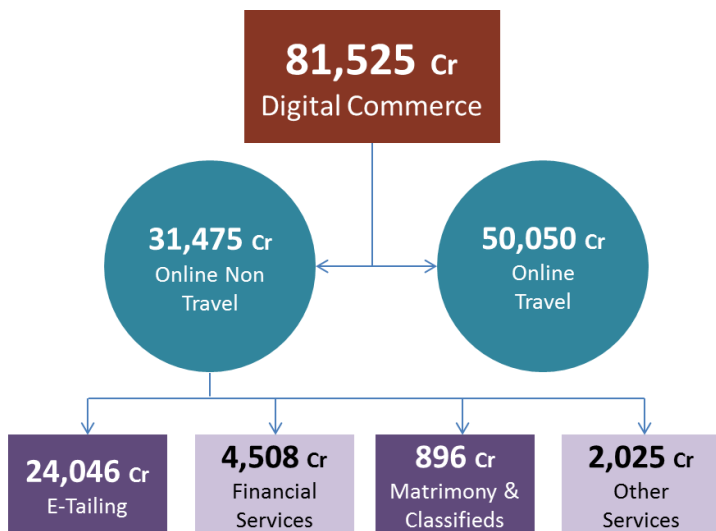 81,525 Cr
Digital Commerce
31,475 Cr
Online Non
Travel
50,050 Cr
Online
Travel
24,046 Cr
E-Tailing
4,508 Cr
Financial
Services
896 Cr
Matrimony &
Classifieds
2,025 Cr
Other
Services